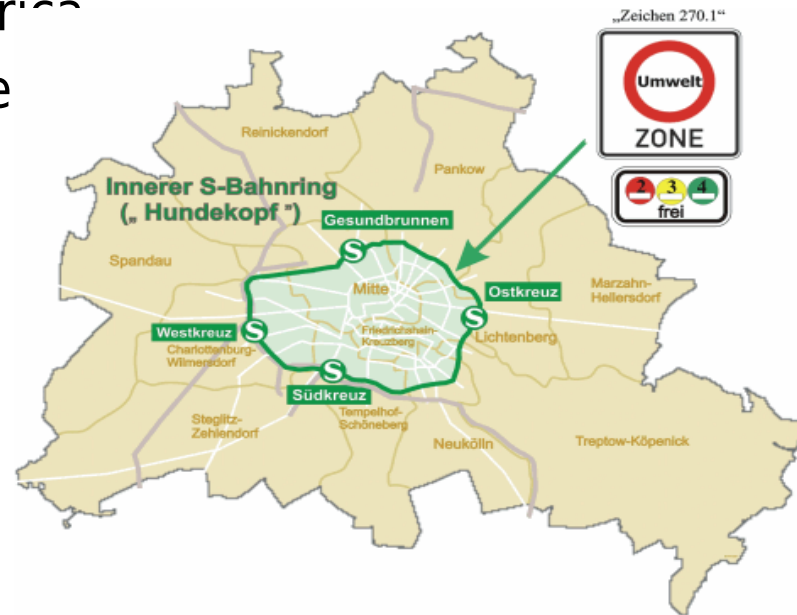 „Zeichen 270.1“
Umwelt
ZONE
2 3 4
frei
Reinickendorf
Pankow
Innerer S-Bahnring
(„ Hundekopf ”)
Gesundbrunnen
Spandau
Mitte
Ostkreuz
Marzahn-
Hellersdorf
S
S
S
S
Westkreuz
Friedrichshain-
Kreuzberg
Lichtenberg
Charlottenburg-
Wilmersdorf
Südkreuz
Steglitz-
Zehlendorf
Tempelhof-
Schöneberg
Neukölln
Treptow-Köpenick